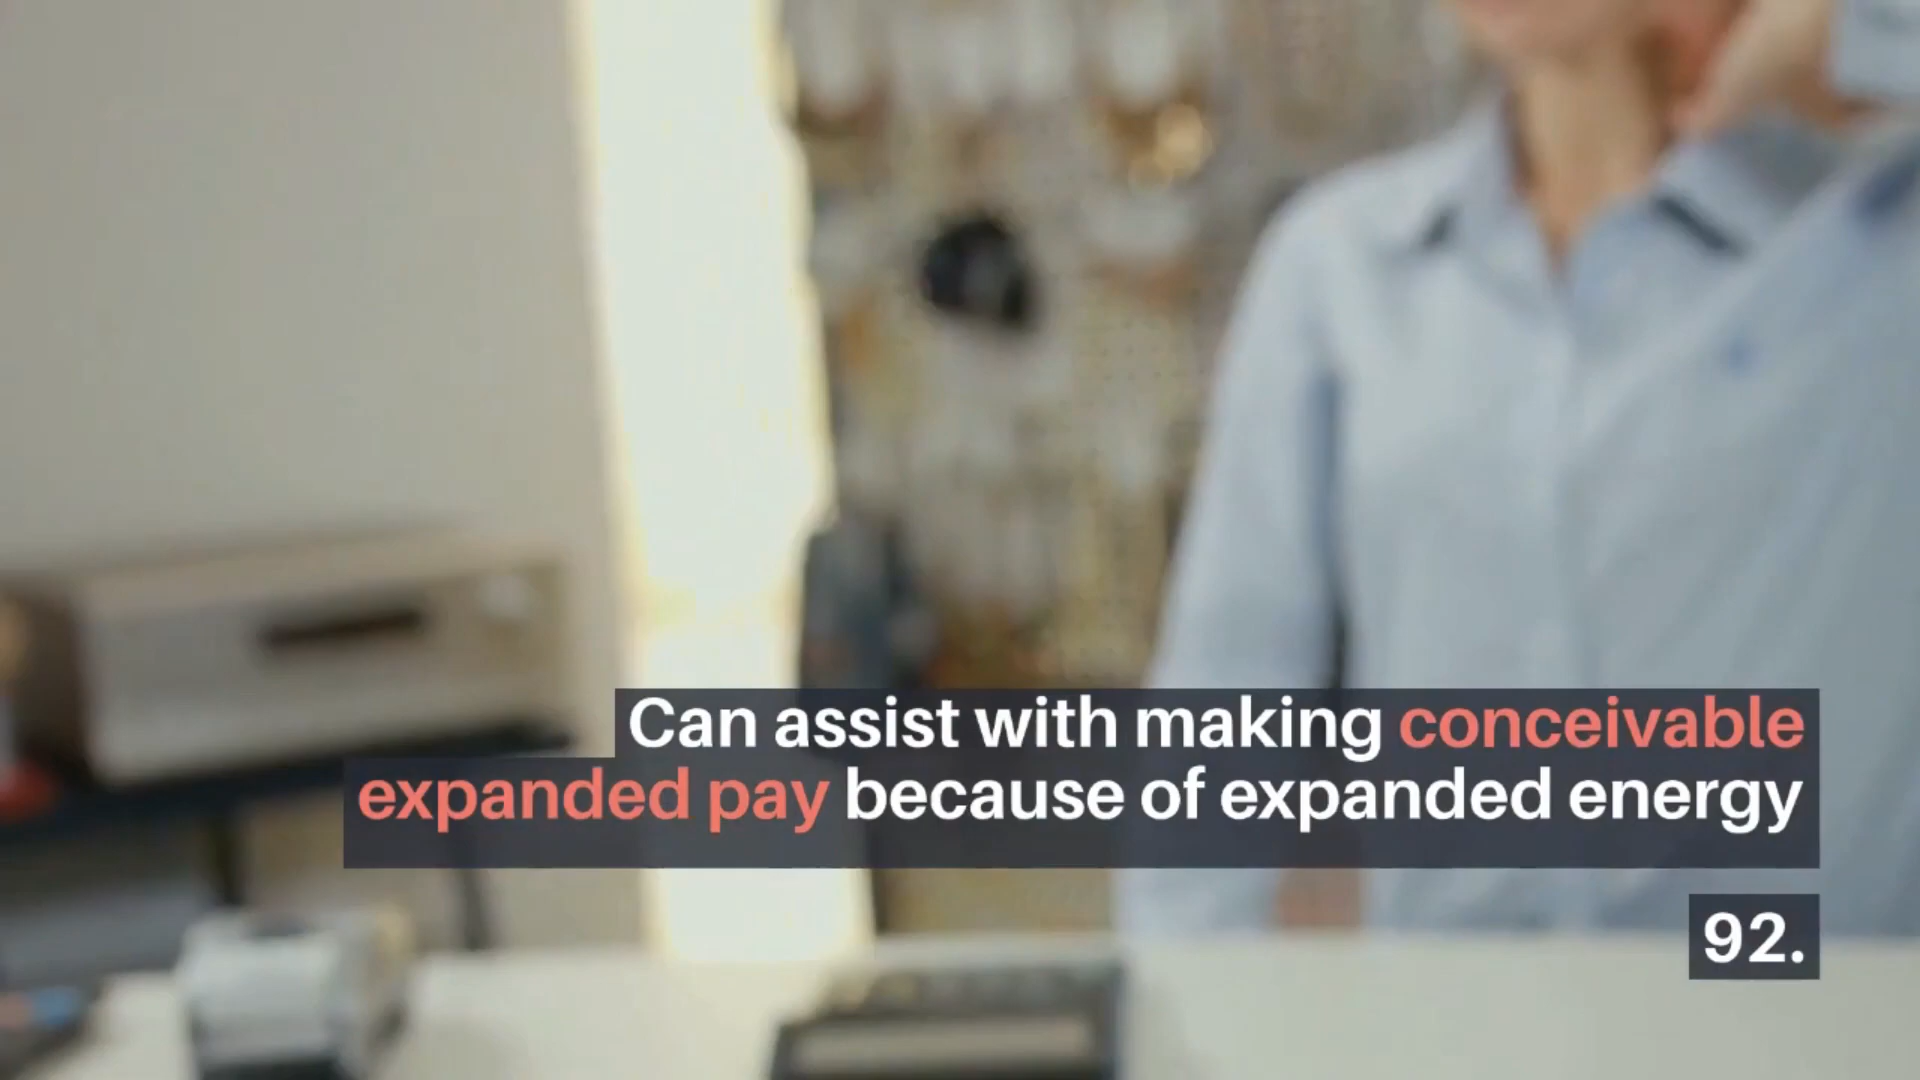 Can assist with making conceivable
expanded pay because of expanded energy
92.